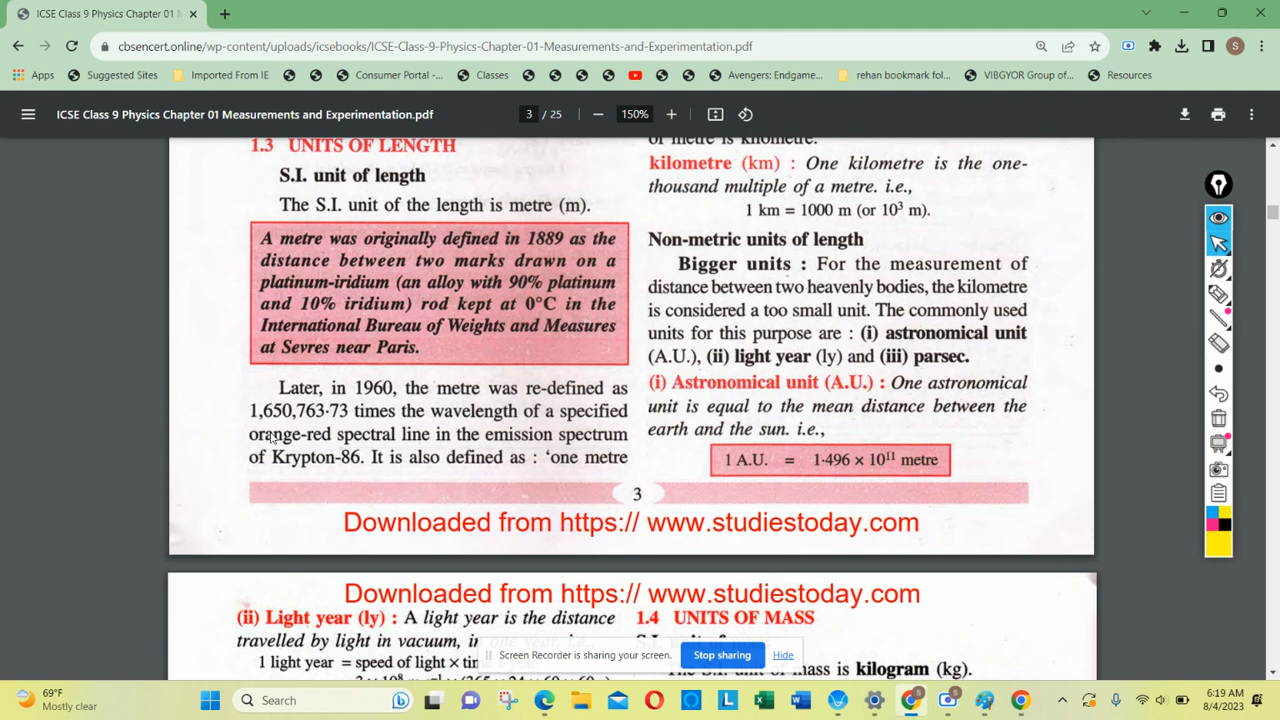 ICSE Class 9 Physics Chapter 01 M
cbsencert.online/wp-content/uploads/icsebooks/ICSE-Class-9-Physics-Chapter-01-Measurements-and-Experimentation.pdf
Apps
Suggested Sites
Imported From IE
Consumer Portal -...
Classes
Avengers: Endgame...
rehan bookmark fol...
VIBGYOR Group of...
Resources
ICSE Class 9 Physics Chapter 01 Measurements and Experimentation.pdf
3 / 25
150%
1.3 UNITS OF LENGTH
S.I. unit of length
The S.I. unit of the length is metre (m).
A metre was originally defined in 1889 as the
distance between two marks drawn on a
platinum-iridium (an alloy with 90% platinum
and 10% iridium) rod kept at 0°C in the
International Bureau of Weights and Measures
at Sevres near Paris.
Later, in 1960, the metre was re-defined as
1,650,763·73 times the wavelength of a specified
orange-red spectral line in the emission spectrum
of Krypton-86. It is also defined as : 'one metre
of metre is kilometre.
kilometre (km) : One kilometre is the one-
thousand multiple of a metre. i.e.,
1 km = 1000 m (or 10³ m).
Non-metric units of length
Bigger units : For the measurement of
distance between two heavenly bodies, the kilometre
is considered a too small unit. The commonly used
units for this purpose are : (i) astronomical unit
(A.U.), (ii) light year (ly) and (iii) parsec.
(i) Astronomical unit (A.U.) : One astronomical
unit is equal to the mean distance between the
earth and the sun. i.e.,
1 A.U. = 1·496 × 10¹¹ metre
3
Downloaded from https:// www.studiestoday.com
Downloaded from https:// www.studiestoday.com
(ii) Light year (ly) : A light year is the distance
travelled by light in vacuum, in one year. i.e.
1 light year = speed of light × tim
1.4 UNITS OF MASS
mass is kilogram (kg).
Screen Recorder is sharing your screen.
Stop sharing
Hide
69°F
Mostly clear
Search
6:19 AM
8/4/2023